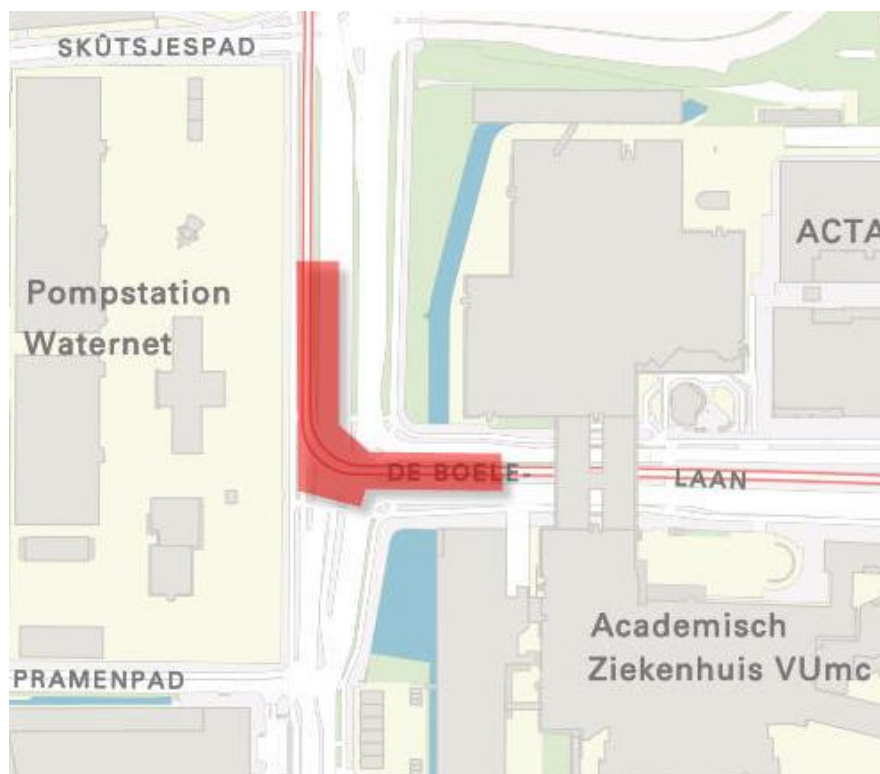 SKÛTSJESPAD
ACTA
Pompstation
Waternet
DE BOELE-
LAAN
Academisch
Ziekenhuis VUmc
PRAMENPAD